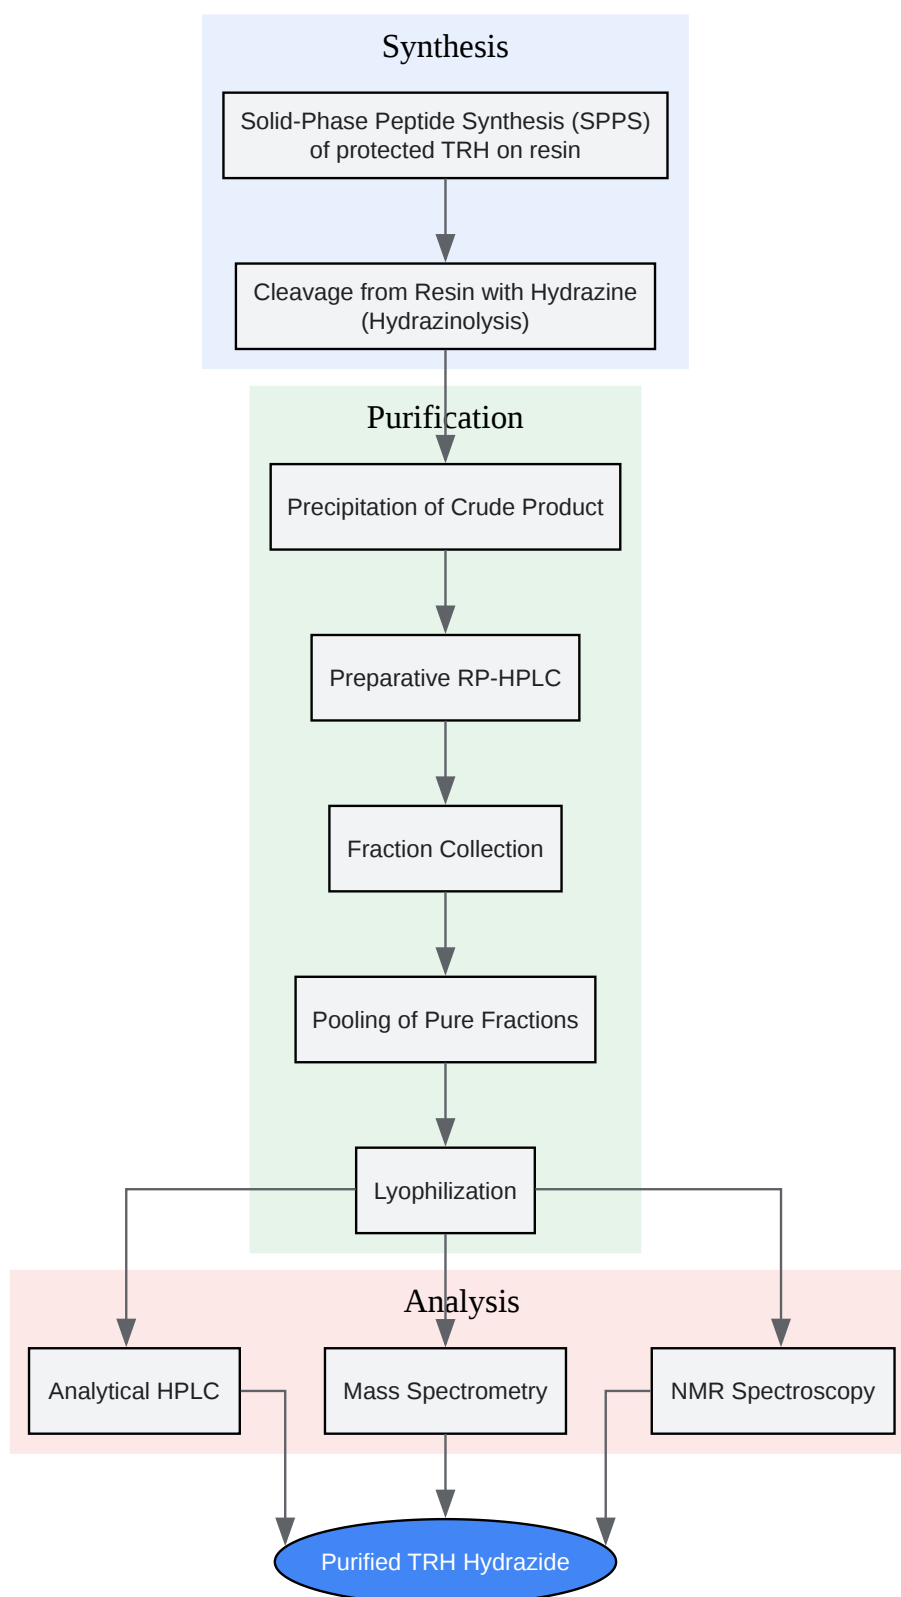 Synthesis
Solid-Phase Peptide Synthesis (SPPS)
of protected TRH on resin
Cleavage from Resin with Hydrazine
(Hydrazinolysis)
Purification
Precipitation of Crude Product
Preparative RP-HPLC
Fraction Collection
Pooling of Pure Fractions
Lyophilization
Analysis
Analytical HPLC
Mass Spectrometry
NMR Spectroscopy
Purified TRH Hydrazide